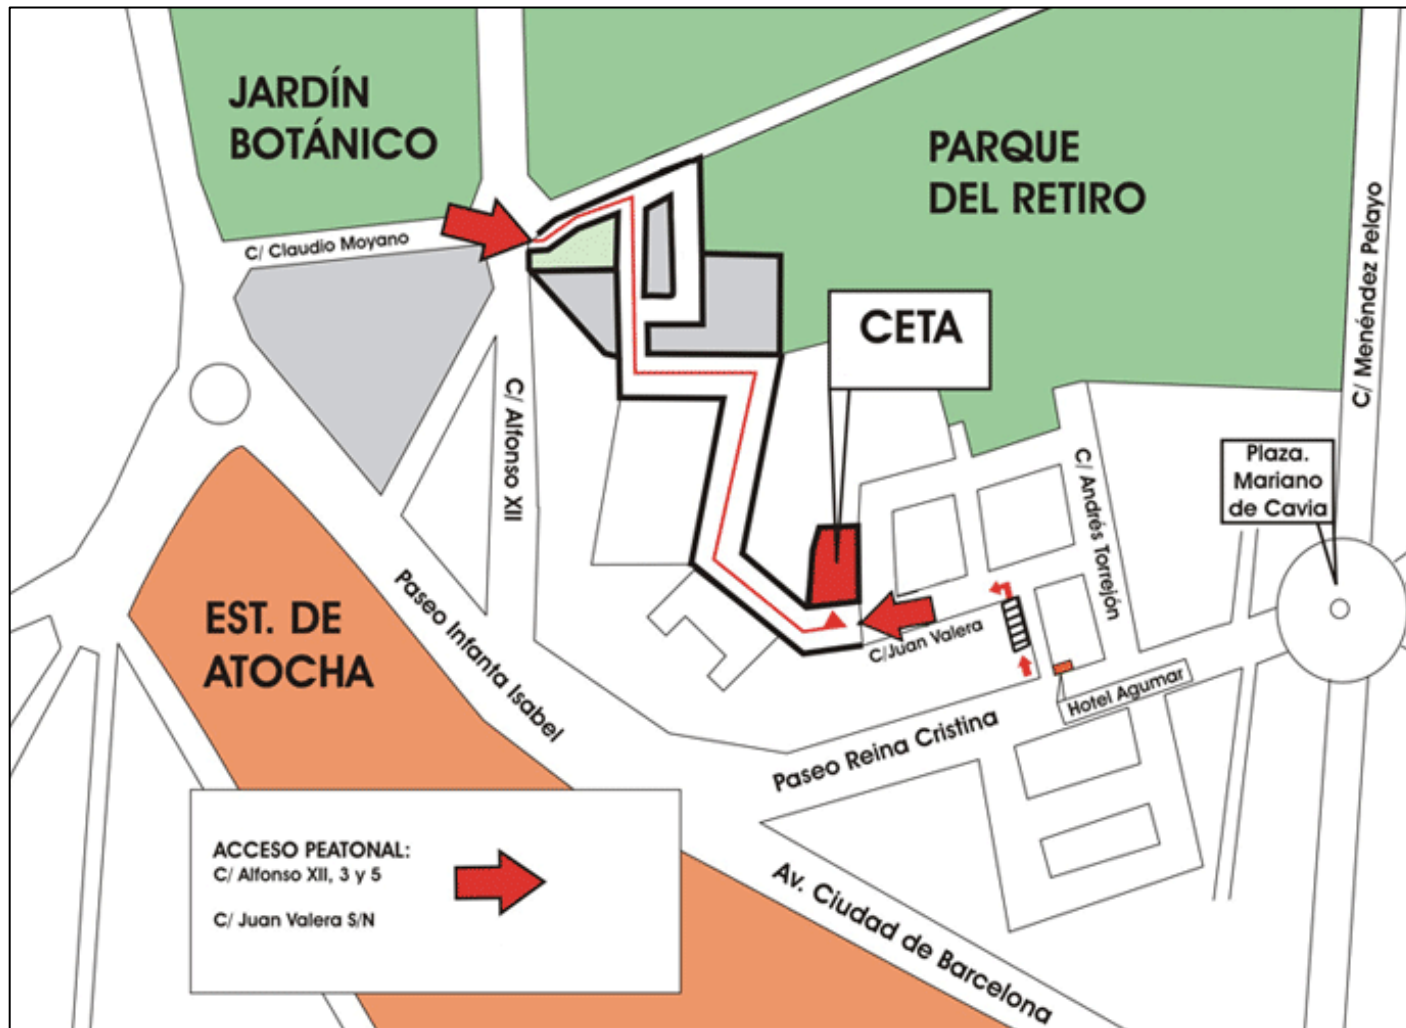 JARDÍN
BOTÁNICO
PARQUE
DEL RETIRO
C/ Claudio Moyano
C/ Menéndez Pelayo
CETA
C/ Alfonso XII
Plaza.
Mariano
de Cavia
C/ Andrés Torrejón
EST. DE
ATOCHA
Paseo Infanta Isabel
C/Juan Valera
Hotel Agumar
Paseo Reina Cristina
ACCESO PEATONAL:
C/ Alfonso XII, 3 y 5
C/ Juan Valera S/N
Av. Ciudad de Barcelona